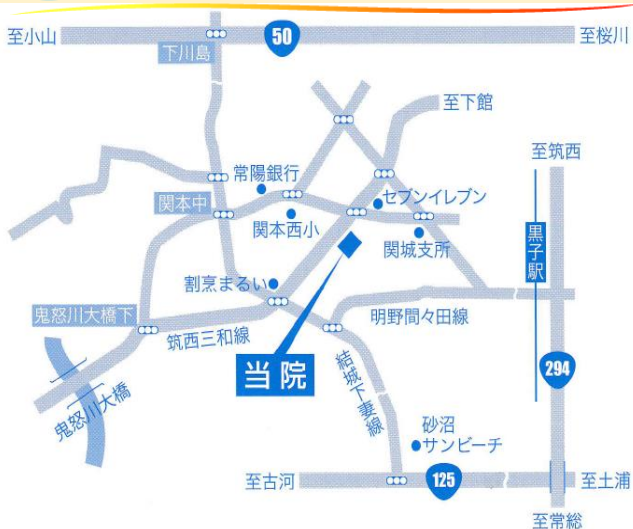 至小山
50
至桜川
下川島
至下館
至筑西
常陽銀行
セブンイレブン
関本中
関本西小
関城支所
黒子駅
割烹まるい
鬼怒川大橋下
筑西三和線
明野間々田線
当院
結城下妻線
294
鬼怒川大橋
砂沼
サンビーチ
至古河
125
至土浦
至常総